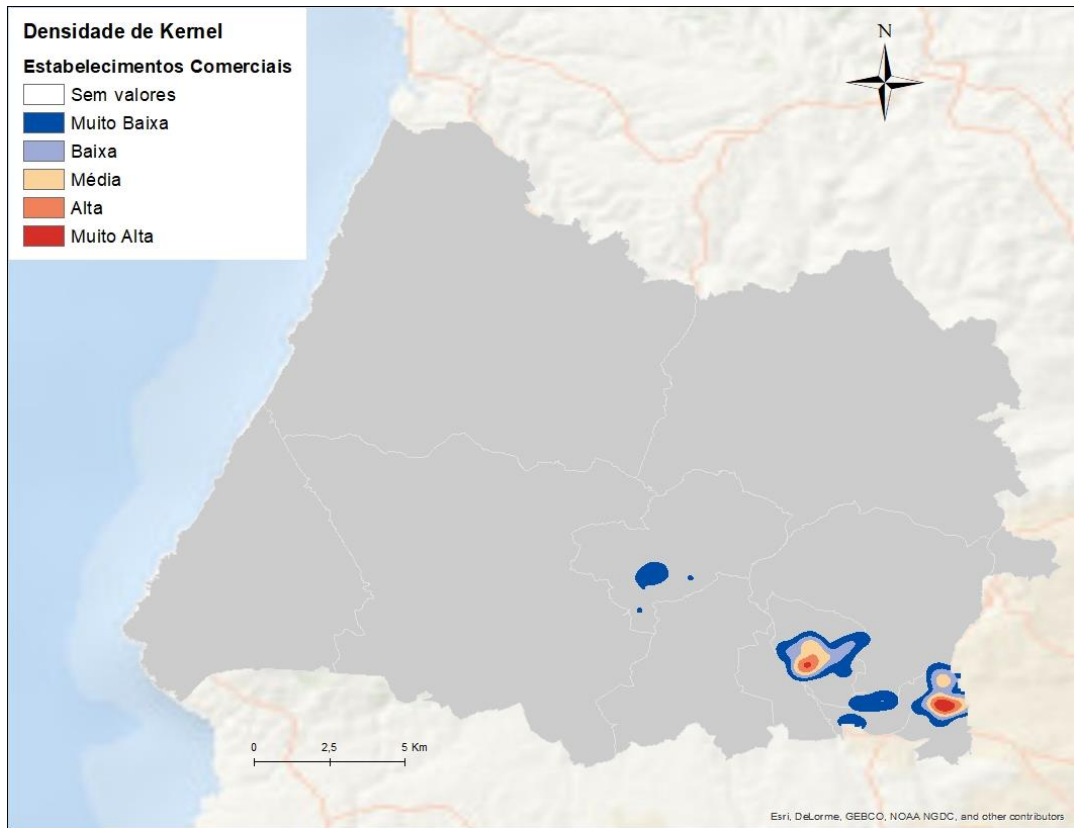 Densidade de Kernel
Estabelecimentos Comerciais
Sem valores
Muito Baixa
Baixa
Média
Alta
Muito Alta
N
0 2,5 5 Km
Esri, DeLorme, GEBCO, NOAA NGDC, and other contributors